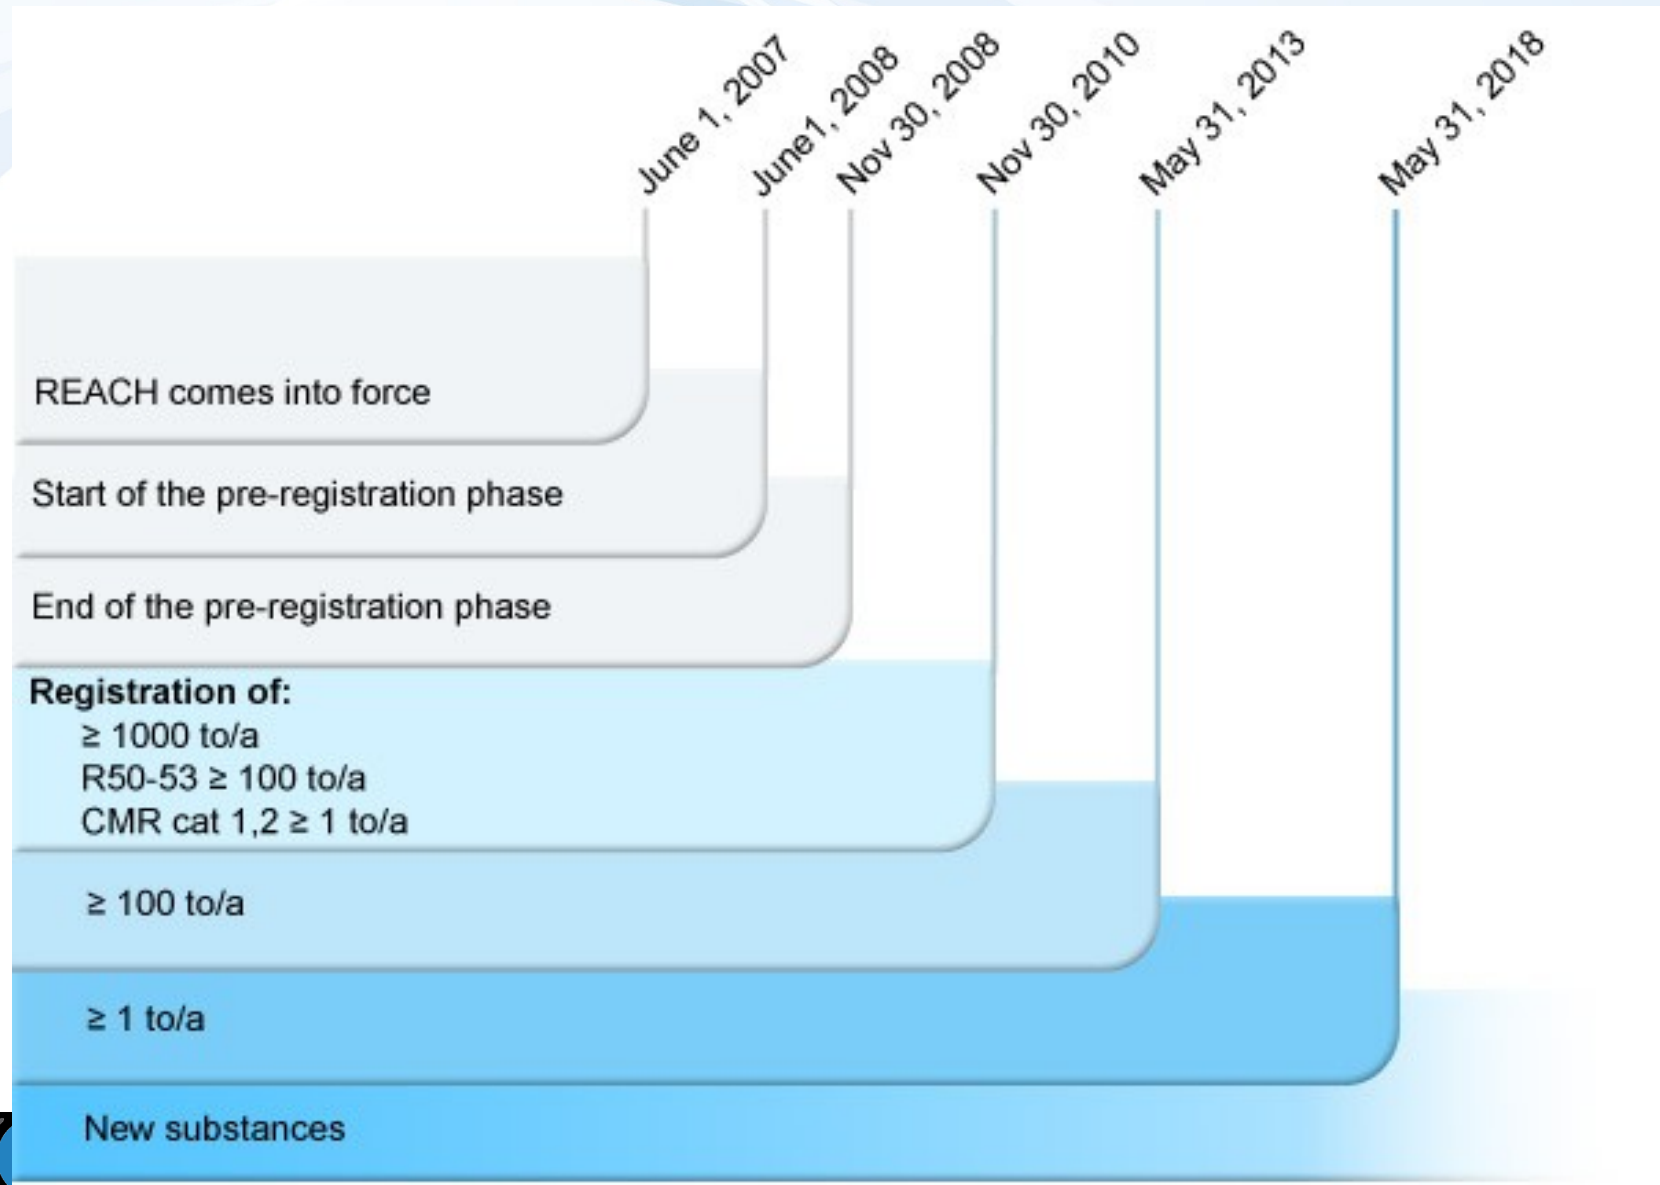 June 1, 2007
June1, 2008
Nov 30, 2008
Nov 30, 2010
May 31, 2013
May 31, 2018
REACH comes into force
Start of the pre-registration phase
End of the pre-registration phase
Registration of:
≥ 1000 to/a
R50-53 ≥ 100 to/a
CMR cat 1,2 ≥ 1 to/a
≥ 100 to/a
≥ 1 to/a
New substances